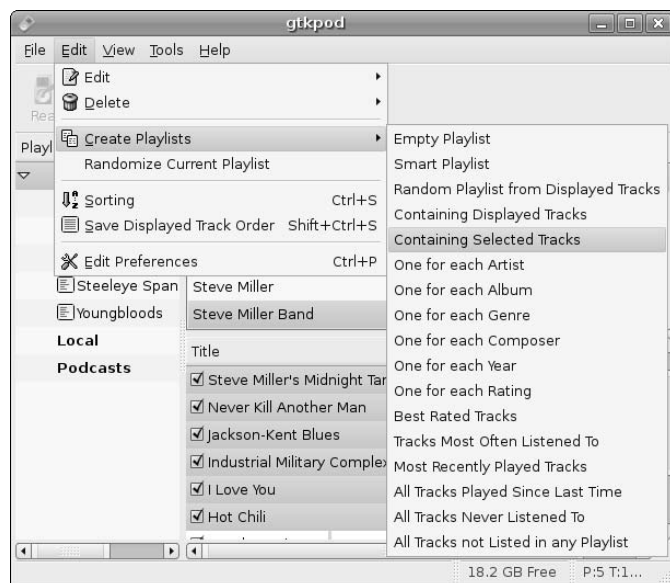 gtkpod
File Edit View Tools Help
Edit
Delete
Create Playlists
Randomize Current Playlist
Sorting Ctrl+S
Save Displayed Track Order Shift+Ctrl+S
Edit Preferences Ctrl+P
Empty Playlist
Smart Playlist
Random Playlist from Displayed Tracks
Containing Displayed Tracks
Containing Selected Tracks
One for each Artist
One for each Album
One for each Genre
One for each Composer
One for each Year
One for each Rating
Best Rated Tracks
Tracks Most Often Listened To
Most Recently Played Tracks
All Tracks Played Since Last Time
All Tracks Never Listened To
All Tracks not Listed in any Playlist
Rea
Playl
Steeleye Span
Youngbloods
Local
Podcasts
Steve Miller
Steve Miller Band
Title
Steve Miller's Midnight Tan
Never Kill Another Man
Jackson-Kent Blues
Industrial Military Complex
I Love You
Hot Chili
18.2 GB Free P:5 T:1...